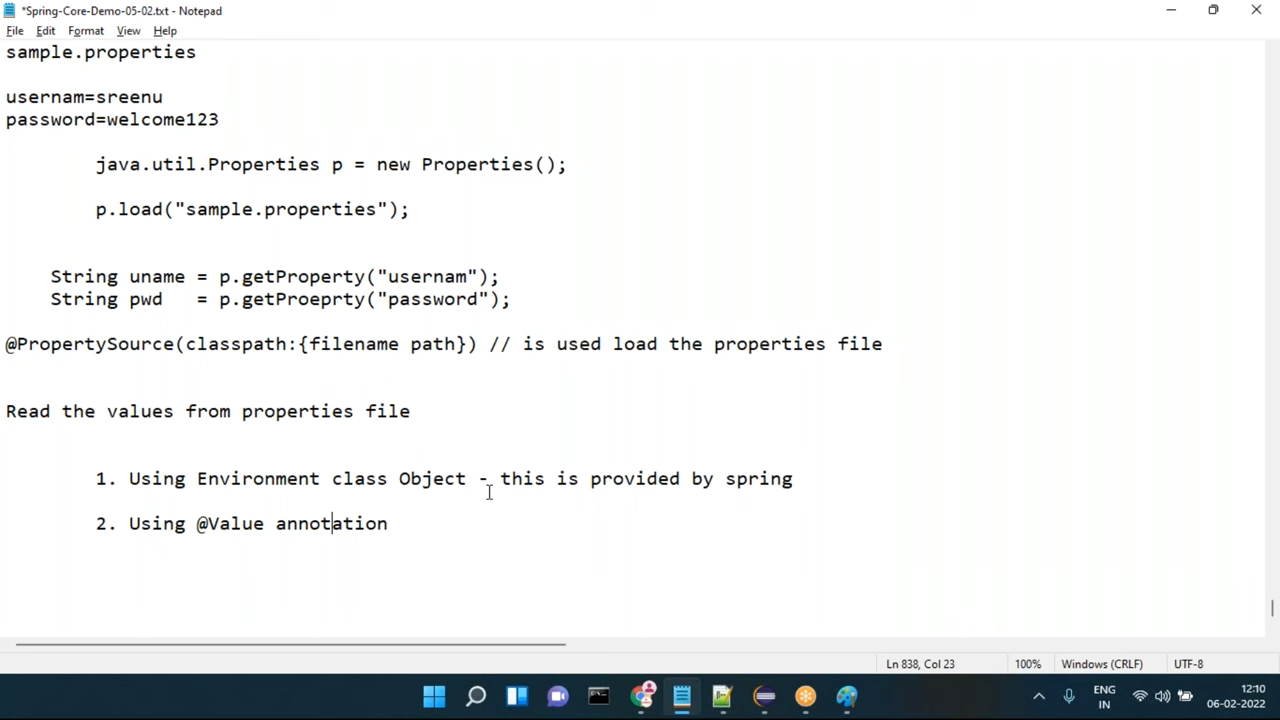 *Spring-Core-Demo-05-02.txt - Notepad
File Edit Format View Help
sample.properties
usernam=sreenu
password=welcome123
java.util.Properties p = new Properties();
p.load("sample.properties");
String uname = p.getProperty("usernam");
String pwd = p.getProeprty("password");
@PropertySource(classpath:{filename path}) // is used load the properties file
Read the values from properties file
1. Using Environment class Object - this is provided by spring
2. Using @Value annotation
Ln 838, Col 23 100% Windows (CRLF) UTF-8
ENG 12:10
IN 06-02-2022